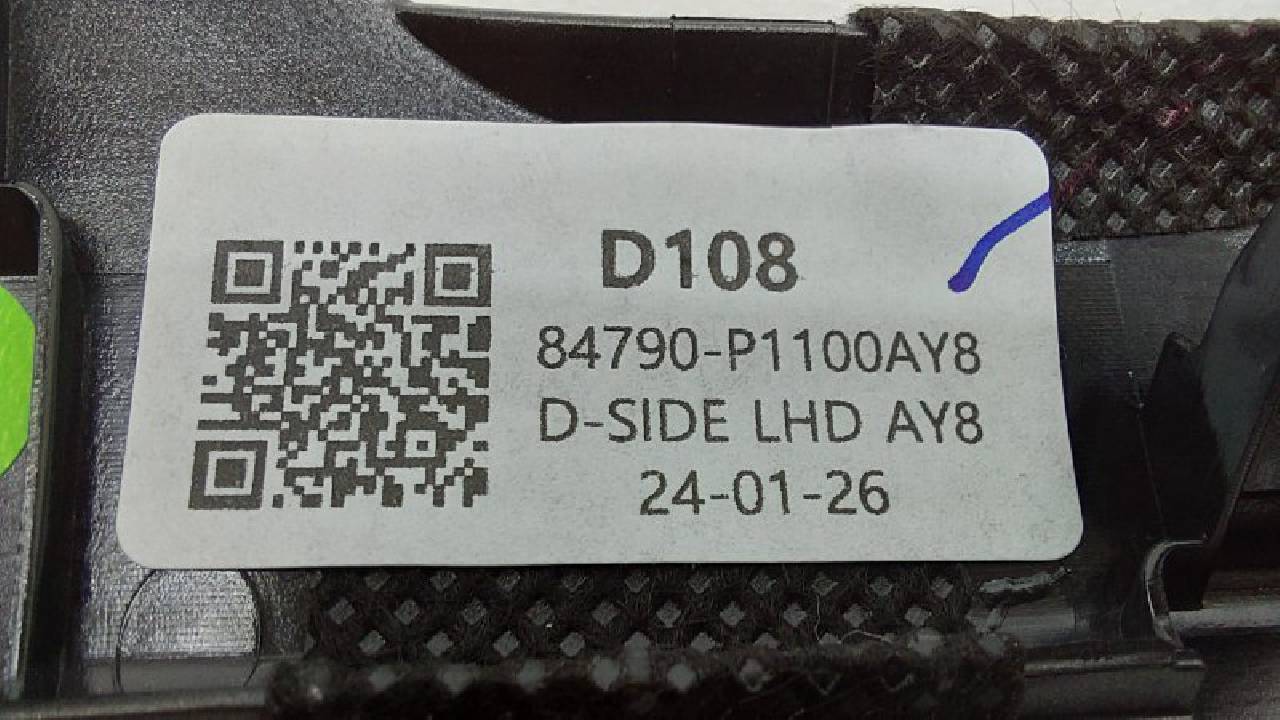 D108
84790-P1100AY8
D-SIDE LHD AY8
24-01-26